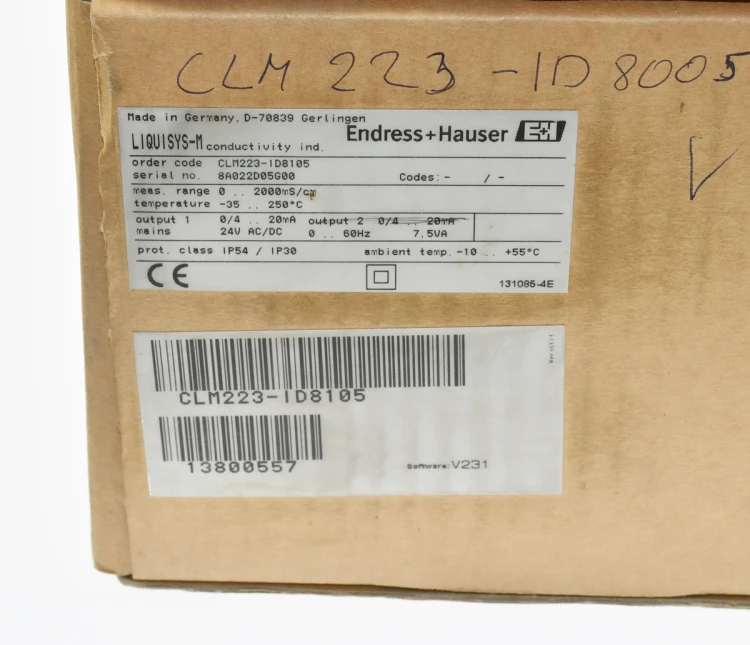 CLM 223 - ID 8005
Made in Germany, D-70839 Gerlingen
LIQUISYS-M conductivity ind. Endress+Hauser E+H
order code CLM223-ID8105
serial no. 8A022D05G00 Codes: - / -
meas. range 0 .. 2000mS/cm
temperature -35 .. 250°C
output 1 0/4 .. 20mA output 2 0/4 .. 20mA
mains 24V AC/DC 0 .. 60Hz 7,5VA
prot. class IP54 / IP30 ambient temp. -10 .. +55°C
CE 131085-4E
CLM223-ID8105
13800557
Software: V231